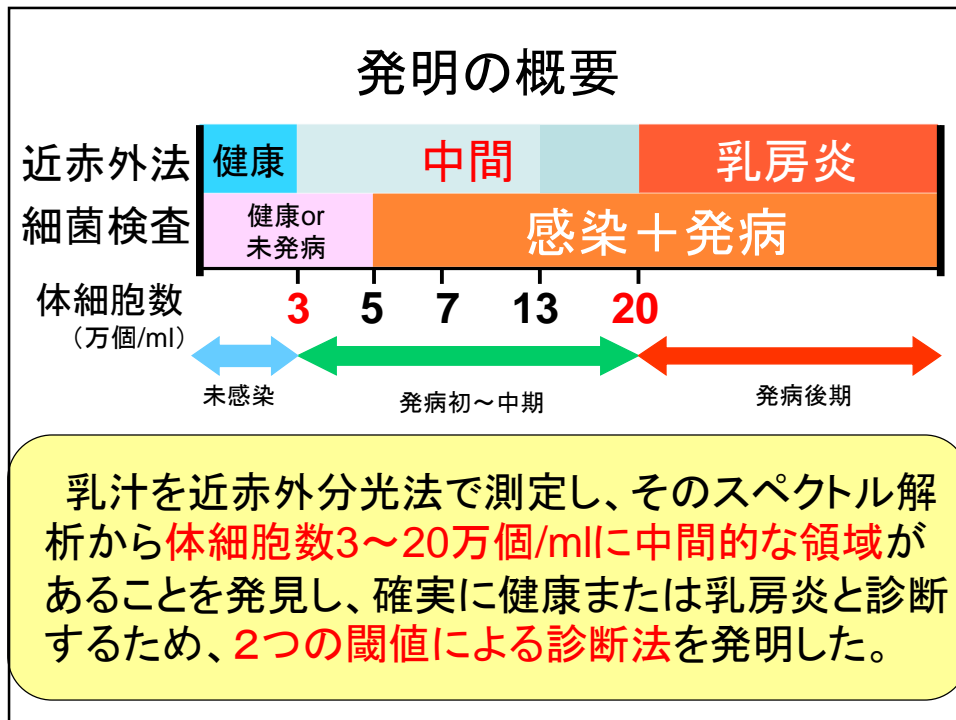 発明の概要
近赤外法 健康 中間 乳房炎
細菌検査 健康or 未発病 感染＋発病
体細胞数 3 5 7 13 20
（万個/ml）
未感染 発病初～中期 発病後期
乳汁を近赤外分光法で測定し、そのスペクトル解
析から体細胞数3～20万個/mlに中間的な領域が
あることを発見し、確実に健康または乳房炎と診断
するため、２つの閾値による診断法を発明した。